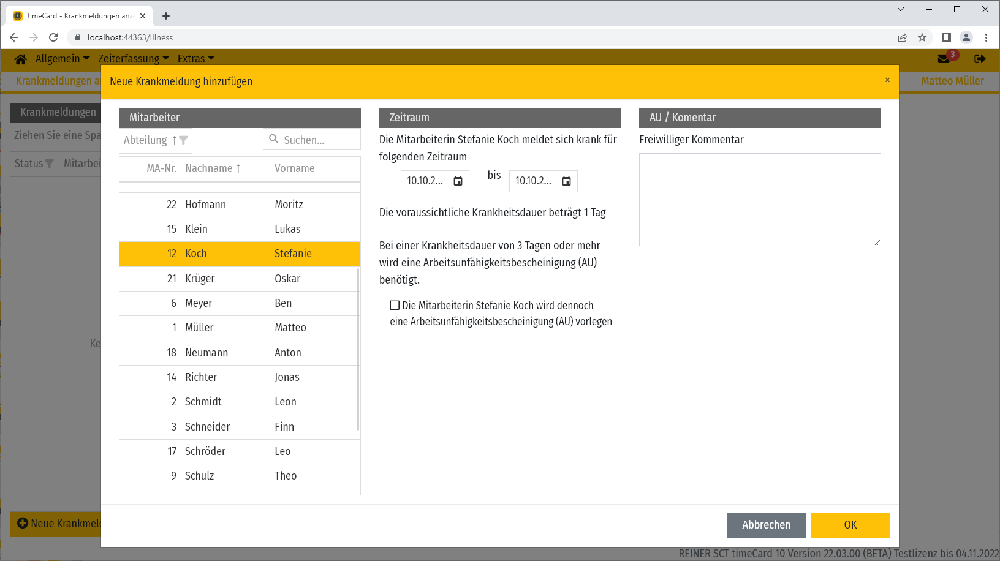 timeCard - Krankmeldungen anze
localhost:44363/Illness
Allgemein Zeiterfassung Extras 3
Krankmeldungen a Matteo Müller
Neue Krankmeldung hinzufügen ×
Krankmeldungen
Ziehen Sie eine Spa
Status Mitarbei
Ke
Mitarbeiter
Abteilung ↑ Suchen...
MA-Nr. Nachname ↑ Vorname
22 Hofmann Moritz
15 Klein Lukas
12 Koch Stefanie
21 Krüger Oskar
6 Meyer Ben
1 Müller Matteo
18 Neumann Anton
14 Richter Jonas
2 Schmidt Leon
3 Schneider Finn
17 Schröder Leo
9 Schulz Theo
Zeitraum
Die Mitarbeiterin Stefanie Koch meldet sich krank für
folgenden Zeitraum
10.10.2... bis 10.10.2...
Die voraussichtliche Krankheitsdauer beträgt 1 Tag
Bei einer Krankheitsdauer von 3 Tagen oder mehr
wird eine Arbeitsunfähigkeitsbescheinigung (AU)
benötigt.
Die Mitarbeiterin Stefanie Koch wird dennoch
eine Arbeitsunfähigkeitsbescheinigung (AU) vorlegen
AU / Komentar
Freiwilliger Kommentar
Neue Krankmeld
Abbrechen OK
REINER SCT timeCard 10 Version 22.03.00 (BETA) Testlizenz bis 04.11.2022